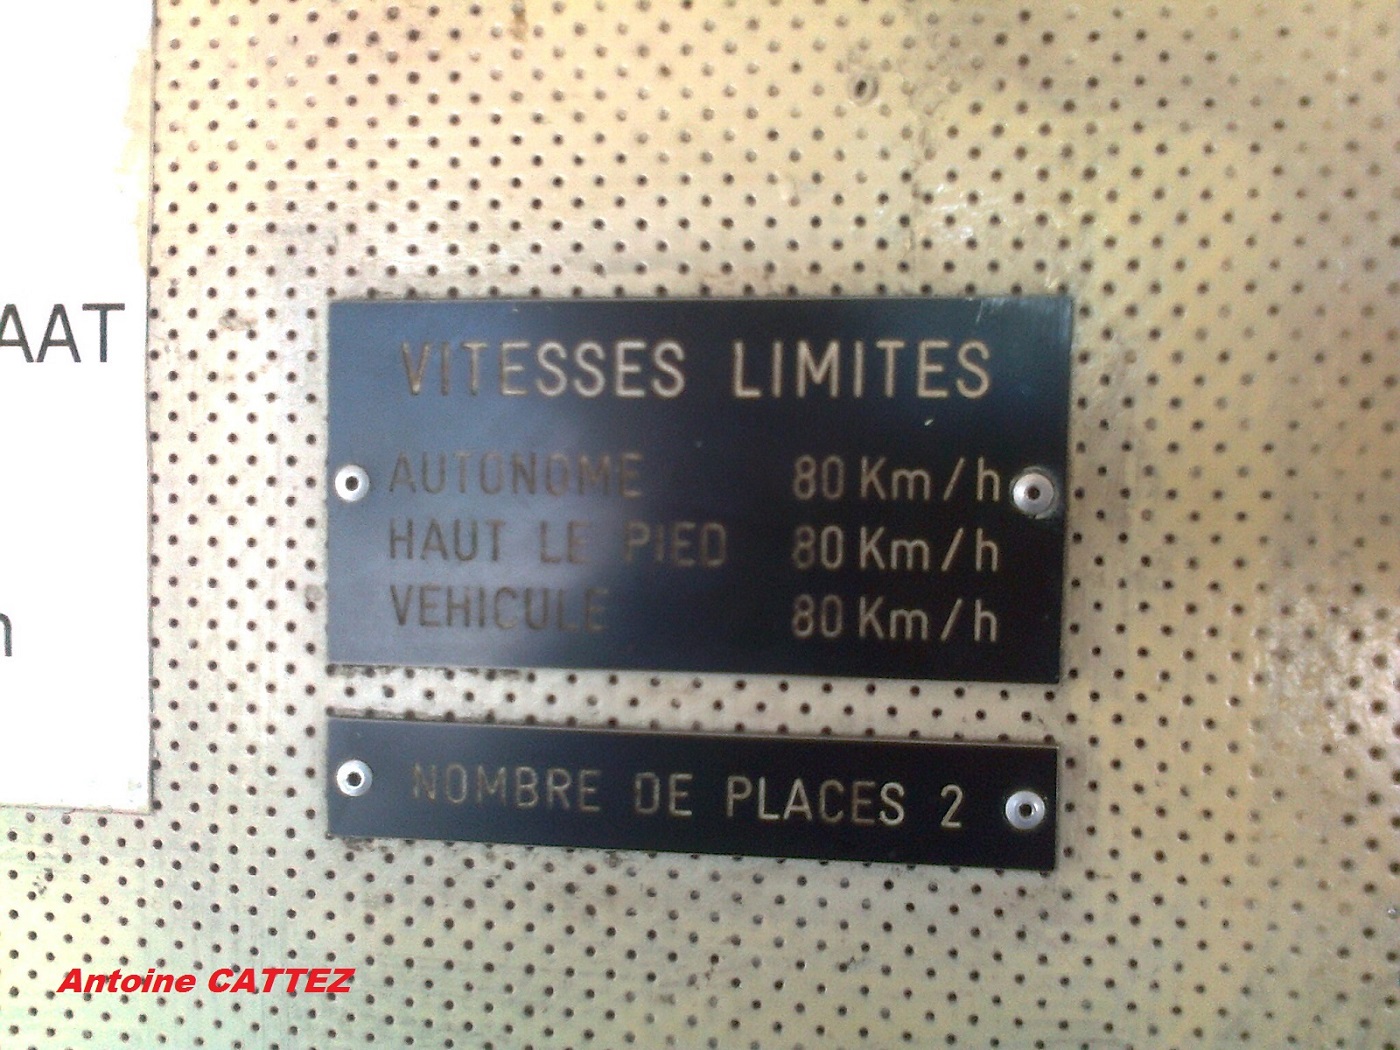 AAT
VITESSES LIMITES
AUTONOME 80 Km/h
HAUT LE PIED 80 Km/h
VEHICULE 80 Km/h
NOMBRE DE PLACES 2
Antoine CATTEZ